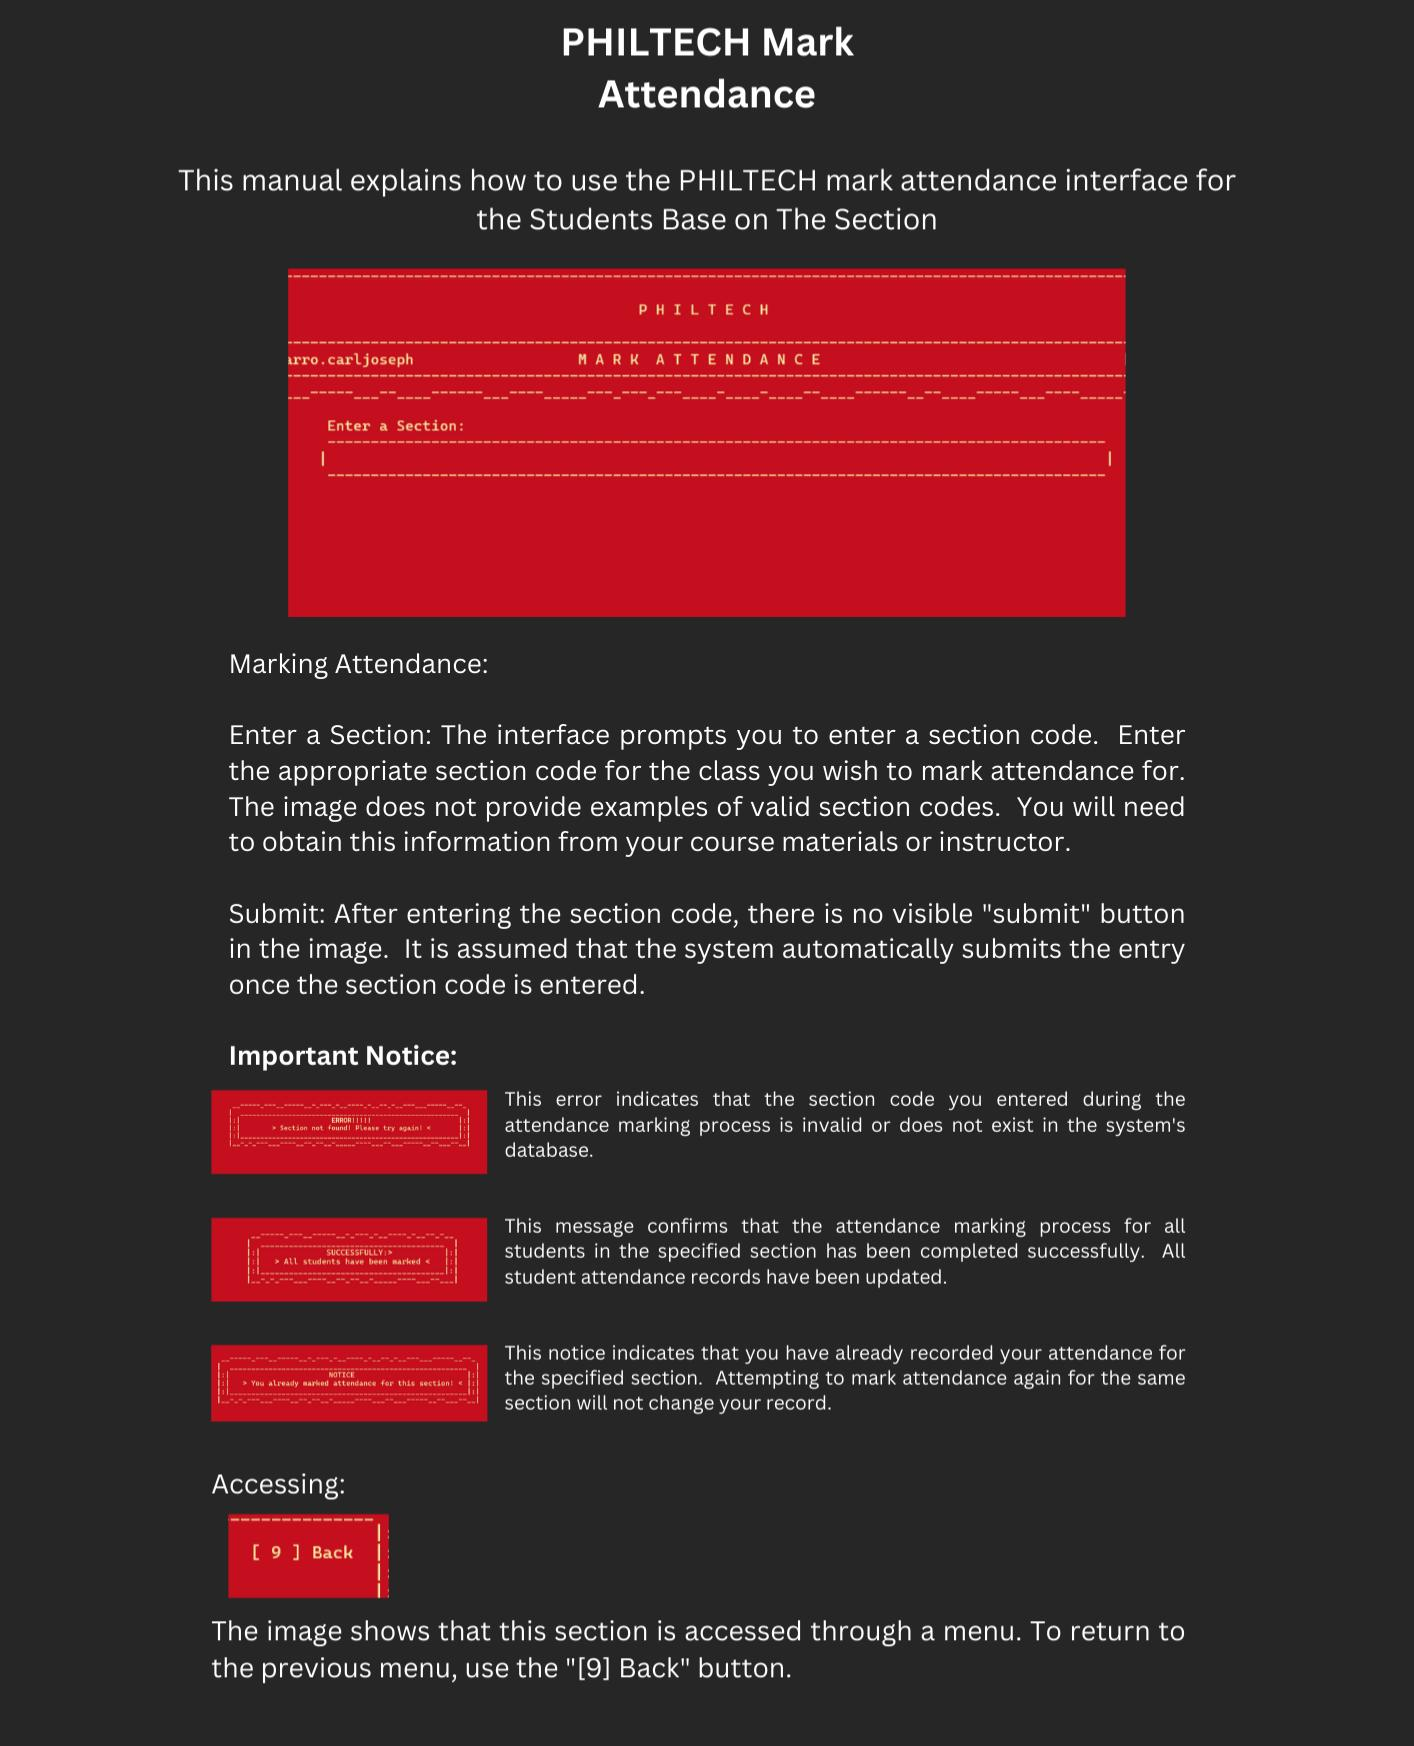 PHILTECH Mark
Attendance
This manual explains how to use the PHILTECH mark attendance interface for
the Students Base on The Section
P H I L T E C H
arro.carljoseph
M A R K  A T T E N D A N C E
Enter a Section:
Marking Attendance:
Enter a Section: The interface prompts you to enter a section code.  Enter
the appropriate section code for the class you wish to mark attendance for.
The image does not provide examples of valid section codes.  You will need
to obtain this information from your course materials or instructor.
Submit: After entering the section code, there is no visible "submit" button
in the image.  It is assumed that the system automatically submits the entry
once the section code is entered.
Important Notice:
ERROR!!!!!
> Section not found! Please try again! <
This error indicates that the section code you entered during the
attendance marking process is invalid or does not exist in the system's
database.
SUCCESSFULLY:>
> All students have been marked <
This message confirms that the attendance marking process for all
students in the specified section has been completed successfully.  All
student attendance records have been updated.
NOTICE
> You already marked attendance for this section! <
This notice indicates that you have already recorded your attendance for
the specified section.  Attempting to mark attendance again for the same
section will not change your record.
Accessing:
[ 9 ] Back
The image shows that this section is accessed through a menu. To return to
the previous menu, use the "[9] Back" button.